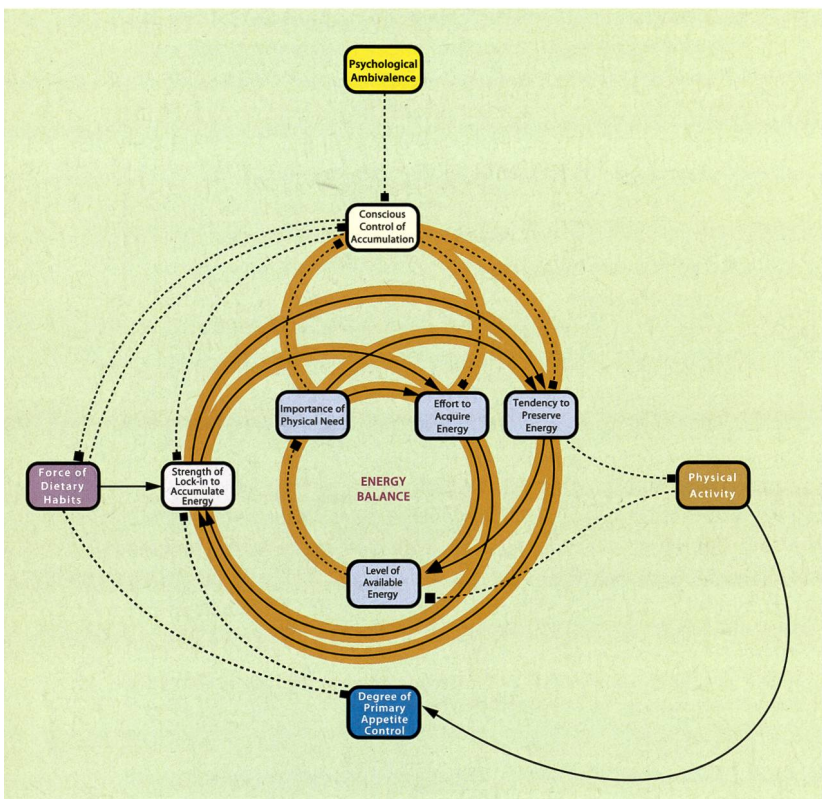 Psychological
Ambivalence
Conscious
Control of
Accumulation
Importance of
Physical Need
Effort to
Acquire
Energy
Tendency to
Preserve
Energy
Force of
Dietary
Habits
Strength of
Lock-in to
Accumulate
Energy
ENERGY
BALANCE
Physical
Activity
Level of
Available
Energy
Degree of
Primary
Appetite
Control